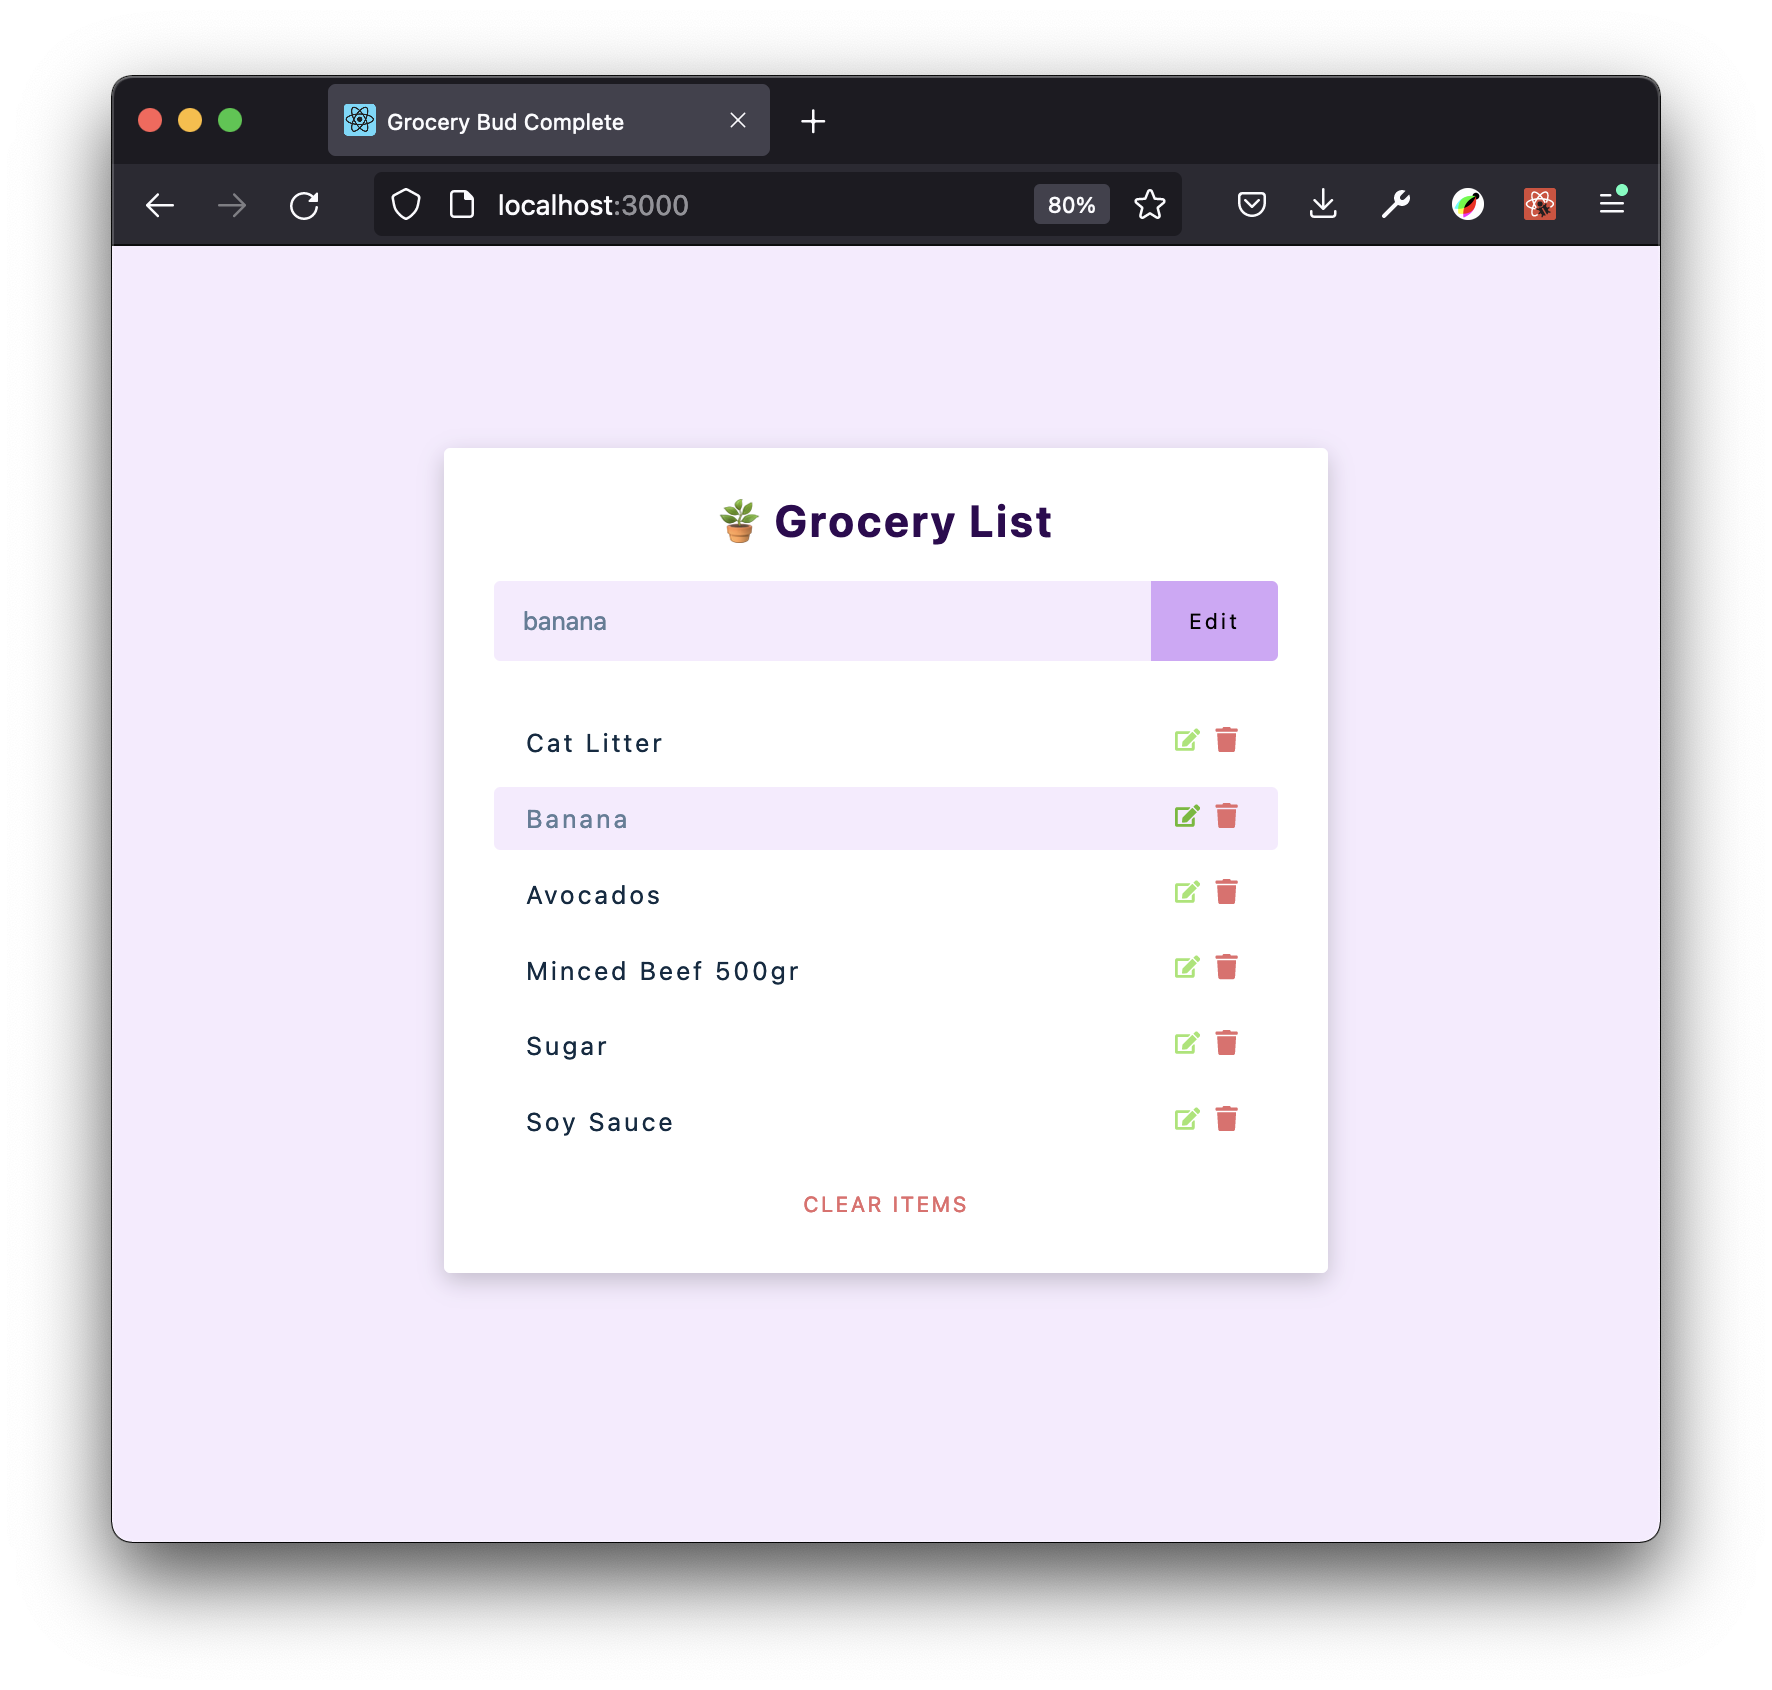 Grocery Bud Complete
localhost:3000
80%
Grocery List
banana
Edit
Cat Litter
Banana
Avocados
Minced Beef 500gr
Sugar
Soy Sauce
CLEAR ITEMS